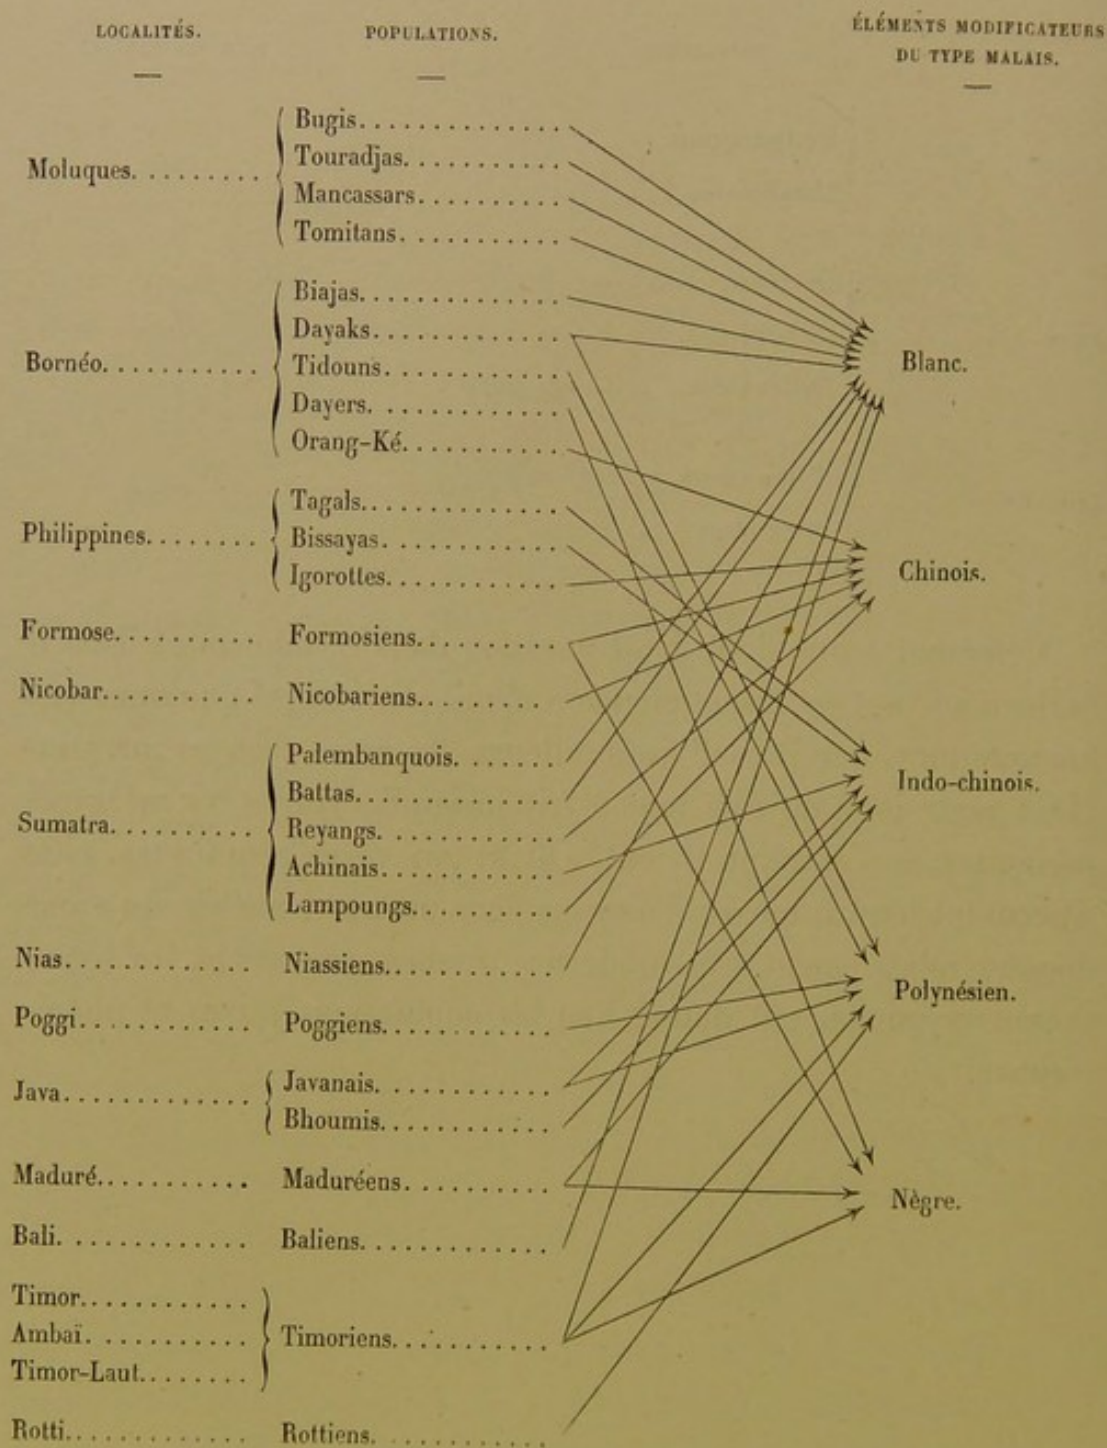 LOCALITÉS. POPULATIONS. ÉLÉMENTS MODIFICATEURS
DU TYPE MALAIS.
Bugis..............
Moluques......... Touradjas...........
Mancassars..........
Tomitans...........
Biajas..............
Dayaks.............
Bornéo........... Tidouns............ Blanc.
Dayers............
Orang-Ké...........
Tagals............
Philippines........ Bissayas............ Chinois.
Igorottes............
Formose.......... Formosiens..........
Nicobar........... Nicobariens.........
Palembanquois.......
Battas............. Indo-chinois.
Sumatra.......... Reyangs...........
Achinais............
Lampoungs..........
Nias............. Niassiens............
Poggi............ Poggiens............ Polynésien.
Java............. Javanais...........
Bhoumis............
Maduré........... Maduréens.......... Nègre.
Bali............ Baliens............
Timor............
Ambaï........... Timoriens...........
Timor-Laut.......
Rotti............ Rottiens...........